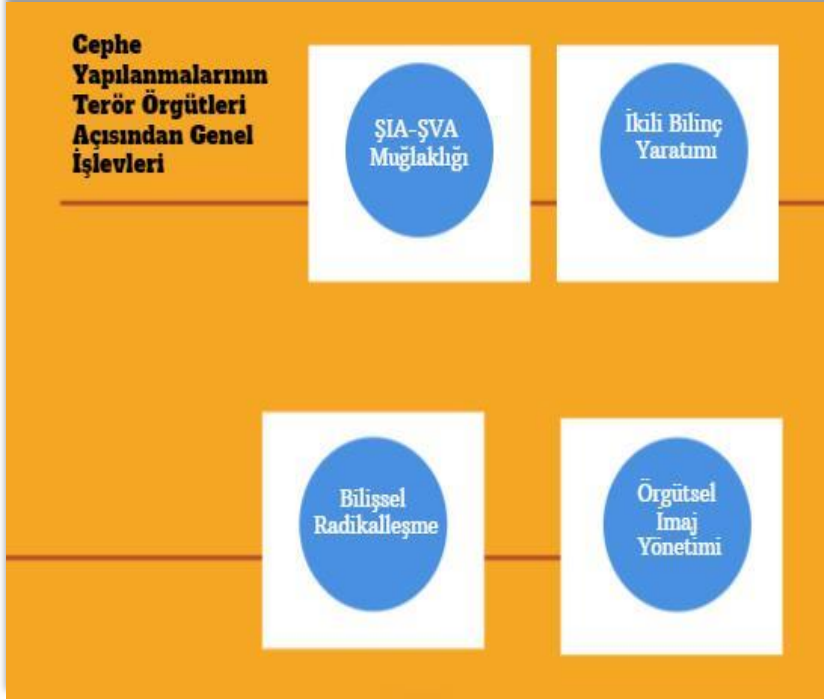 Cephe
Yapılanmalarının
Terör Örgütleri
Açısından Genel
İşlevleri
ŞIA-ŞVA
Muğlaklığı
İkili Bilinç
Yaratımı
Bilişsel
Radikalleşme
Örgütsel
Imaj
Yönetimi